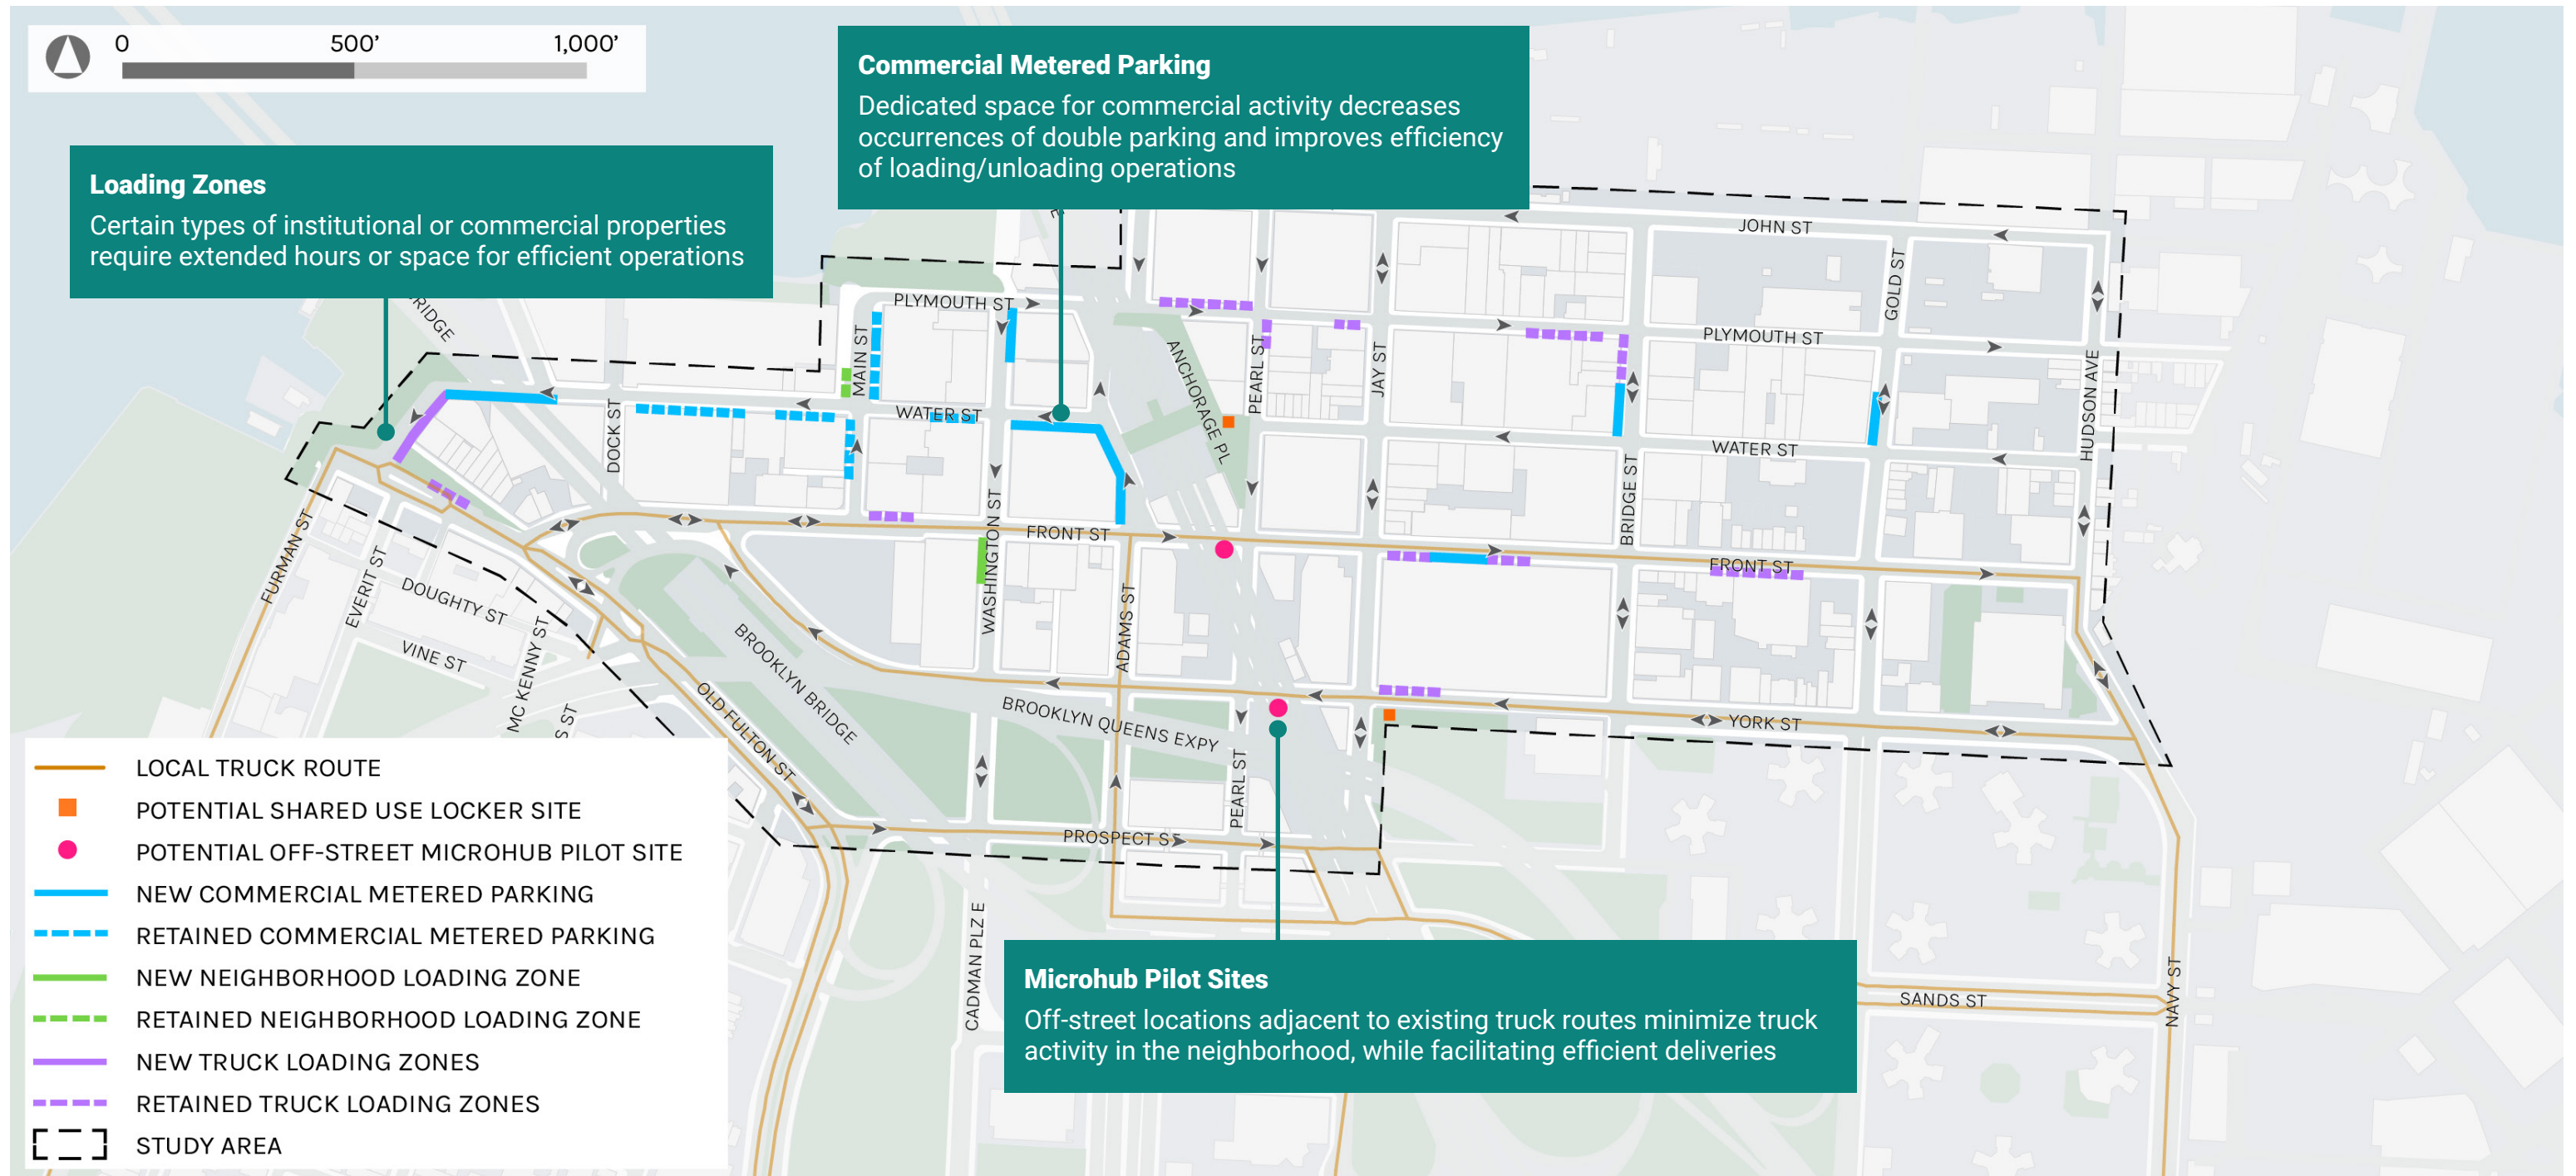 0 500’ 1,000’
Commercial Metered Parking
Dedicated space for commercial activity decreases
occurrences of double parking and improves efficiency
of loading/unloading operations
Loading Zones
Certain types of institutional or commercial properties
require extended hours or space for efficient operations
JOHN ST
GOLD ST
PLYMOUTH ST
MAIN ST
ANCHORAGE PL
PEARL ST
JAY ST
PLYMOUTH ST
HUDSON AVE
DOCK ST
WATER ST
WATER ST
BRIDGE ST
WASHINGTON ST
FRONT ST
FRONT ST
FURMAN ST
EVERIT ST
DOUGHTY ST
VINE ST
MC KENNY ST
S ST
ADAMS ST
BROOKLYN BRIDGE
OLD FULTON ST
BROOKLYN QUEENS EXPY
YORK ST
PEARL ST
PROSPECT ST
CADMAN PLZ E
SANDS ST
NAVY ST
LOCAL TRUCK ROUTE
POTENTIAL SHARED USE LOCKER SITE
POTENTIAL OFF-STREET MICROHUB PILOT SITE
NEW COMMERCIAL METERED PARKING
RETAINED COMMERCIAL METERED PARKING
NEW NEIGHBORHOOD LOADING ZONE
RETAINED NEIGHBORHOOD LOADING ZONE
NEW TRUCK LOADING ZONES
RETAINED TRUCK LOADING ZONES
STUDY AREA
Microhub Pilot Sites
Off-street locations adjacent to existing truck routes minimize truck
activity in the neighborhood, while facilitating efficient deliveries